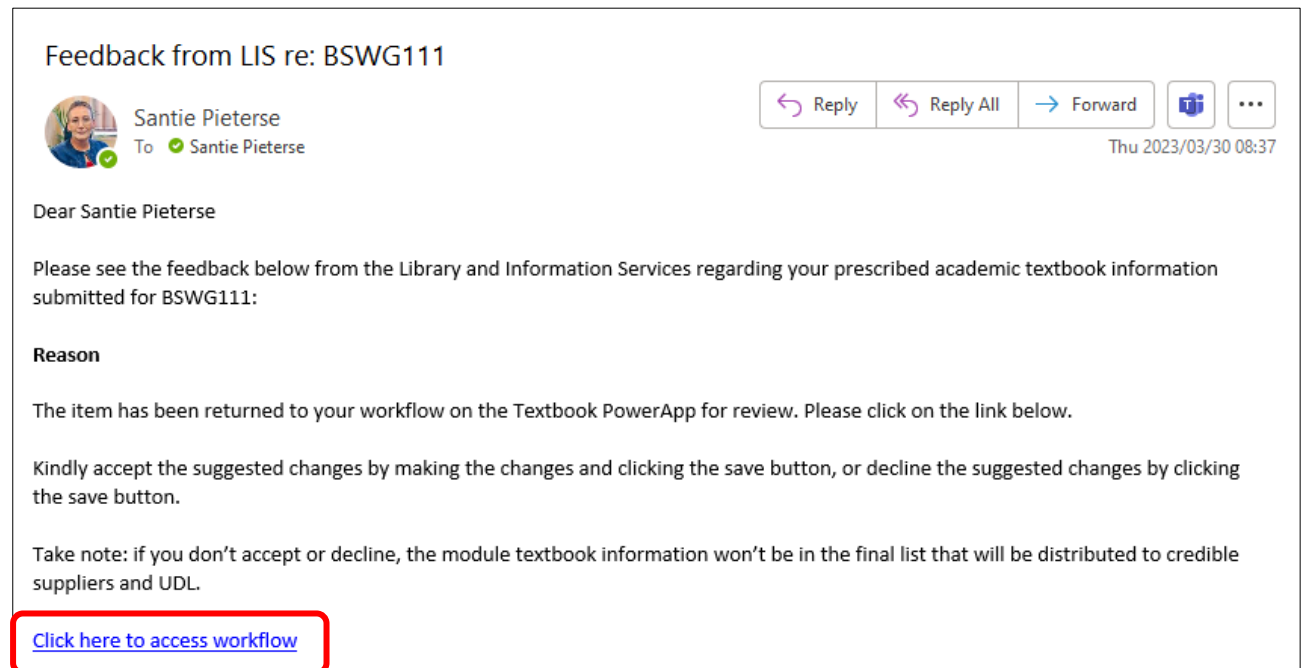 Feedback from LIS re: BSWG111
Santie Pieterse
To Santie Pieterse
Reply
Reply All
Forward
Thu 2023/03/30 08:37
Dear Santie Pieterse
Please see the feedback below from the Library and Information Services regarding your prescribed academic textbook information
submitted for BSWG111:
Reason
The item has been returned to your workflow on the Textbook PowerApp for review. Please click on the link below.
Kindly accept the suggested changes by making the changes and clicking the save button, or decline the suggested changes by clicking
the save button.
Take note: if you don’t accept or decline, the module textbook information won’t be in the final list that will be distributed to credible
suppliers and UDL.
Click here to access workflow